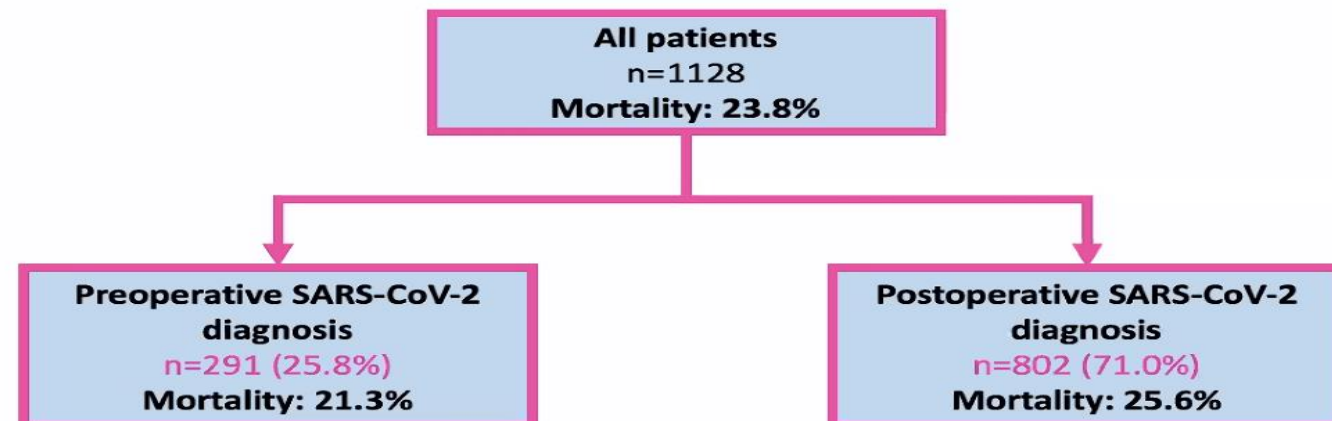 All patients
n=1128
Mortality: 23.8%
Preoperative SARS-CoV-2
diagnosis
n=291 (25.8%)
Mortality: 21.3%
Postoperative SARS-CoV-2
diagnosis
n=802 (71.0%)
Mortality: 25.6%